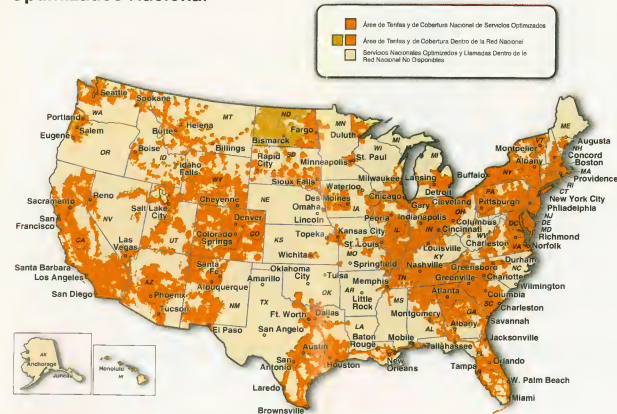 Optimizados Nacional
Área de Tarifas y de Cobertura Nacional de Servicios Optimizados
Área de Tarifas y de Cobertura Dentro de la Red Nacional
Servicios Nacionales Optimizados y Llamadas Dentro de la
Red Nacional No Disponibles
Seattle
Spokane
WA
Portland
Salem
Eugene
OR
Butte
Helena
MT
Billings
Boise
ID
Idaho
Falls
WY
ND
Fargo
Bismarck
Rapid
City
SD
Sioux Falls
MN
Duluth
Minneapolis
St. Paul
WI
MI
MI
Milwaukee
Lansing
Detroit
Buffalo
ME
VT
Montpelier
Augusta
NH
Concord
Albany
NY
Boston
MA
Providence
RI
CT
New York City
Philadelphia
PA
Pittsburgh
NJ
DE
MD
DC
Richmond
VA
Norfolk
Sacramento
Reno
San
Francisco
NV
CA
Salt Lake
City
UT
Las
Vegas
Santa Barbara
Los Angeles
San Diego
AZ
Phoenix
Tucson
Cheyenne
Denver
Colorado
Springs
CO
Santa
Fe
Albuquerque
NM
El Paso
NE
Omaha
Lincoln
Topeka
KS
Wichita
Waterloo
Des
Moines
IA
Chicago
Gary
Cleveland
Peoria
Indianapolis
IL
IN
OH
Columbus
Cincinnati
WV
Charleston
Kansas City
St. Louis
MO
Springfield
Louisville
KY
Nashville
TN
Greensboro
Durham
NC
Greenville
Charlotte
Wilmington
Columbia
SC
Charleston
Savannah
Atlanta
GA
Albany
Jacksonville
Oklahoma
City
Tulsa
OK
Amarillo
AR
Little
Rock
Memphis
MS
Montgomery
AL
Mobile
Tallahassee
TX
Ft. Worth
Dallas
San Angelo
LA
Baton
Rouge
New
Orleans
Austin
San
Antonio
Houston
Laredo
Brownsville
FL
Orlando
Tampa
W. Palm Beach
Miami
AK
Anchorage
Juneau
Honolulu
HI